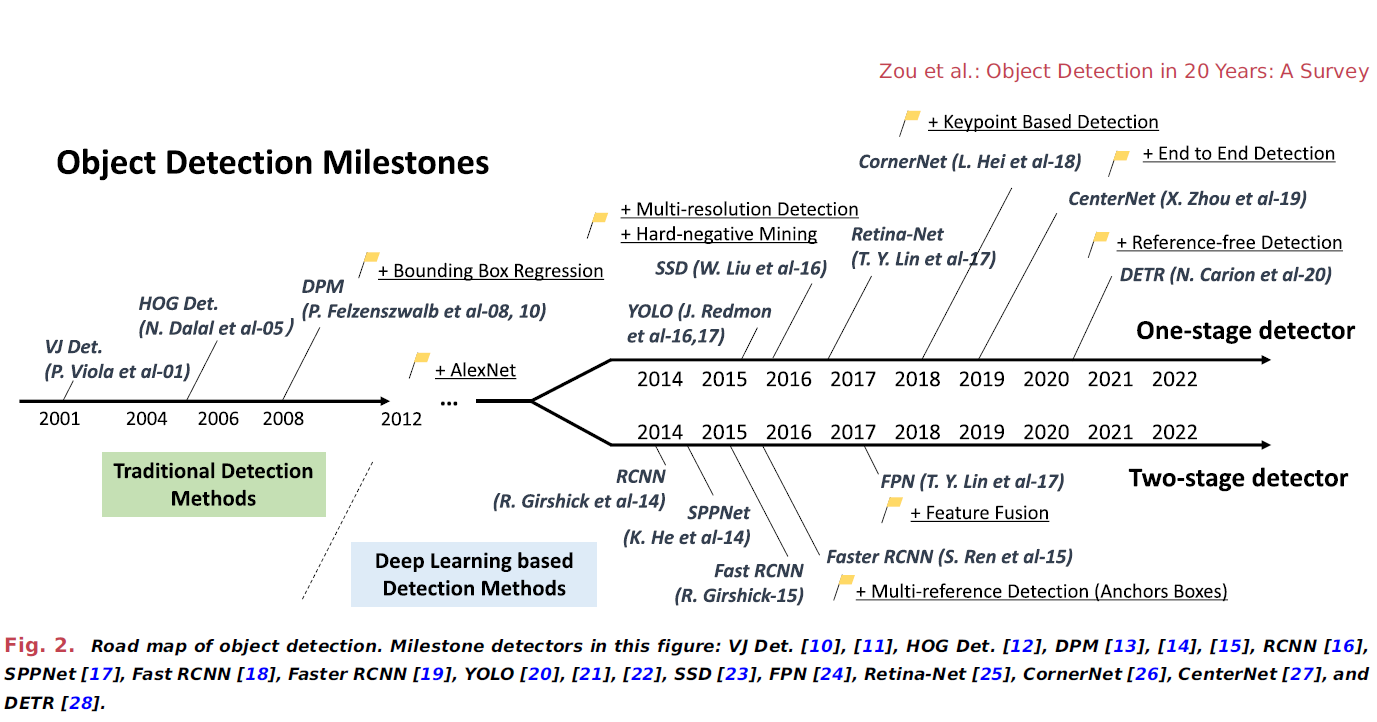 Zou et al.: Object Detection in 20 Years: A Survey
Object Detection Milestones
+ Keypoint Based Detection
CornerNet (L. Hei et al-18)
+ End to End Detection
CenterNet (X. Zhou et al-19)
+ Multi-resolution Detection
+ Hard-negative Mining
Retina-Net
(T. Y. Lin et al-17)
+ Reference-free Detection
DETR (N. Carion et al-20)
SSD (W. Liu et al-16)
+ Bounding Box Regression
DPM
(P. Felzenszwalb et al-08, 10)
HOG Det.
(N. Dalal et al-05)
YOLO (J. Redmon
et al-16,17)
One-stage detector
VJ Det.
(P. Viola et al-01)
+ AlexNet
...
2014 2015 2016 2017 2018 2019 2020 2021 2022
2001 2004 2006 2008 2012
2014 2015 2016 2017 2018 2019 2020 2021 2022
Traditional Detection
Methods
RCNN
(R. Girshick et al-14)
FPN (T. Y. Lin et al-17)
Two-stage detector
+ Feature Fusion
SPPNet
(K. He et al-14)
Deep Learning based
Detection Methods
Faster RCNN (S. Ren et al-15)
Fast RCNN
(R. Girshick-15)
+ Multi-reference Detection (Anchors Boxes)
Fig. 2. Road map of object detection. Milestone detectors in this figure: VJ Det. [10], [11], HOG Det. [12], DPM [13], [14], [15], RCNN [16],
SPPNet [17], Fast RCNN [18], Faster RCNN [19], YOLO [20], [21], [22], SSD [23], FPN [24], Retina-Net [25], CornerNet [26], CenterNet [27], and
DETR [28].